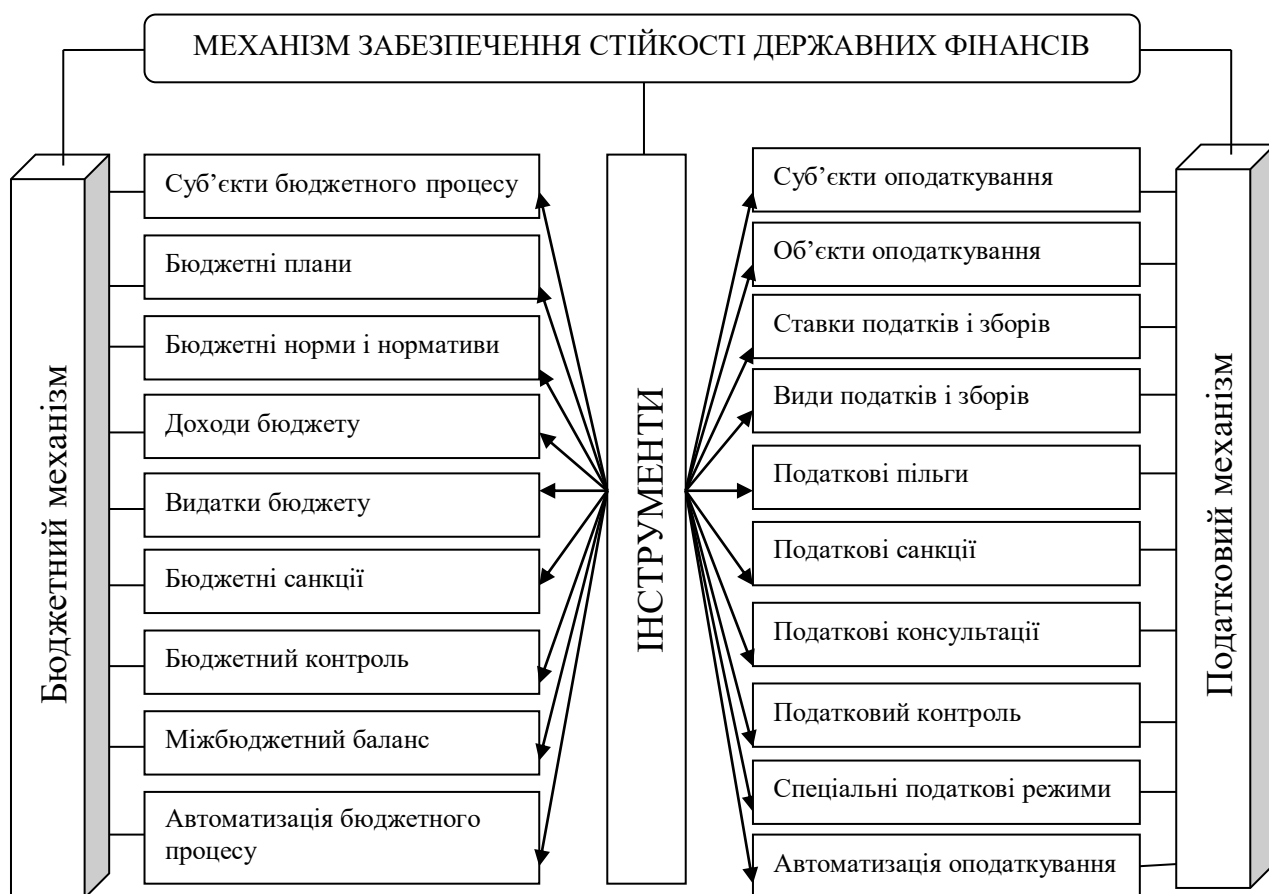 МЕХАНІЗМ ЗАБЕЗПЕЧЕННЯ СТІЙКОСТІ ДЕРЖАВНИХ ФІНАНСІВ
Бюджетний механізм
Суб’єкти бюджетного процесу
Бюджетні плани
Бюджетні норми і нормативи
Доходи бюджету
Видатки бюджету
Бюджетні санкції
Бюджетний контроль
Міжбюджетний баланс
Автоматизація бюджетного
процесу
ІНСТРУМЕНТИ
Суб’єкти оподаткування
Об’єкти оподаткування
Ставки податків і зборів
Види податків і зборів
Податкові пільги
Податкові санкції
Податкові консультації
Податковий контроль
Спеціальні податкові режими
Автоматизація оподаткування
Податковий механізм